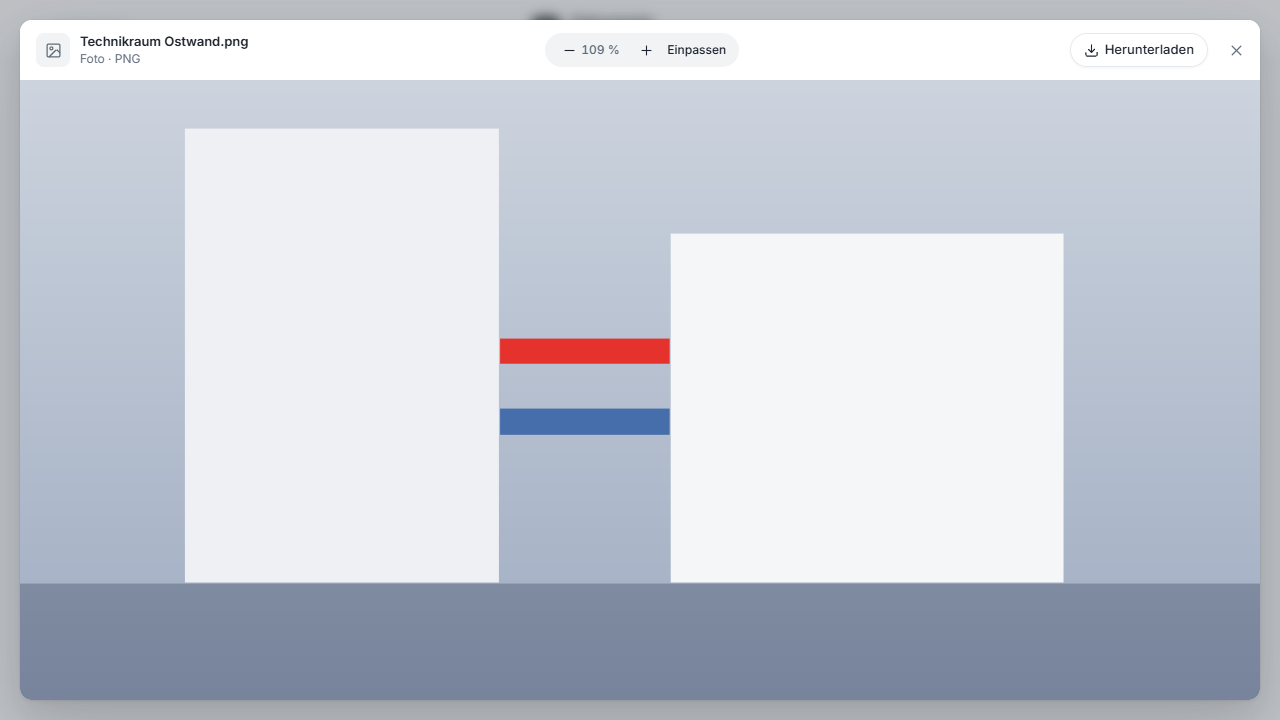 Technikraum Ostwand.png
Foto · PNG
109 %
Einpassen
Herunterladen